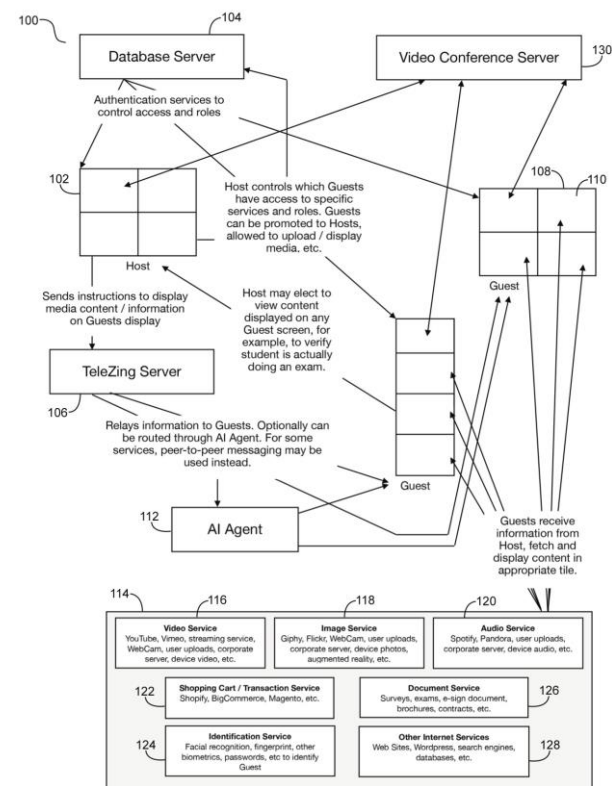 100
104
Database Server
Video Conference Server
130
Authentication services to
control access and roles
102
108
110
Host controls which Guests
have access to specific
services and roles. Guests
can be promoted to Hosts,
allowed to upload / display
media, etc.
Host
Guest
Sends instructions to display
media content / information
on Guests display
Host may elect to
view content
displayed on any
Guest screen, for
example, to verify
student is actually
doing an exam.
TeleZing Server
106
Relays information to Guests. Optionally can
be routed through AI Agent. For some
services, peer-to-peer messaging may be
used instead.
Guest
112
AI Agent
Guests receive
information from
Host, fetch and
display content in
appropriate tile.
114
116
118
120
Video Service
YouTube, Vimeo, streaming service,
WebCam, user uploads, corporate
server, device video, etc.
Image Service
Giphy, Flickr, WebCam, user uploads,
corporate server, device photos,
augmented reality, etc.
Audio Service
Spotify, Pandora, user uploads,
corporate server, device audio, etc.
122
Shopping Cart / Transaction Service
Shopify, BigCommerce, Magento, etc.
Document Service
Surveys, exams, e-sign document,
brochures, contracts, etc.
126
124
Identification Service
Facial recognition, fingerprint, other
biometrics, passwords, etc to identify
Guest
Other Internet Services
Web Sites, Wordpress, search engines,
databases, etc.
128